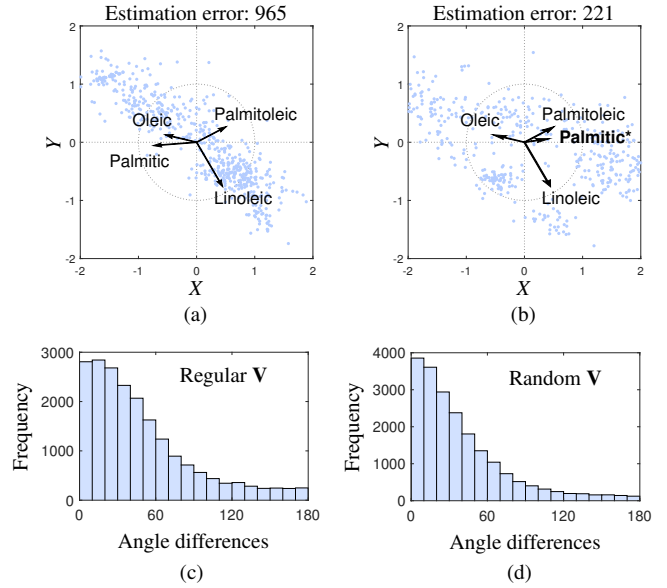 Estimation error: 965
Estimation error: 221
2
1
0
-1
-2
Y
Oleic
Palmitoleic
Palmitic
Linoleic
-2 -1 0 1 2
X
(a)
2
1
0
-1
-2
Y
Oleic
Palmitoleic
Palmitic*
Linoleic
-2 -1 0 1 2
X
(b)
3000
2000
1000
0
Frequency
Regular V
0 60 120 180
Angle differences
(c)
4000
3000
2000
1000
0
Frequency
Random V
0 60 120 180
Angle differences
(d)